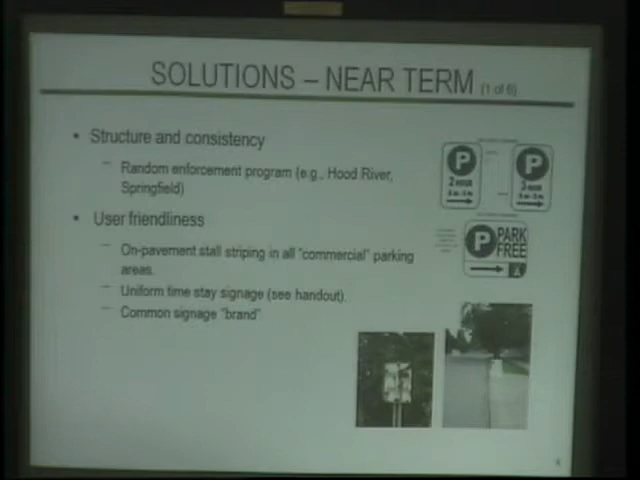 SOLUTIONS – NEAR TERM (1 of 6)
• Structure and consistency
– Random enforcement program (e.g., Hood River,
Springfield)
• User friendliness
– On-pavement stall striping in all "commercial" parking
areas.
– Uniform time stay signage (see handout).
– Common signage "brand"
P
2 HOUR
P
3 HOUR
P PARK
FREE